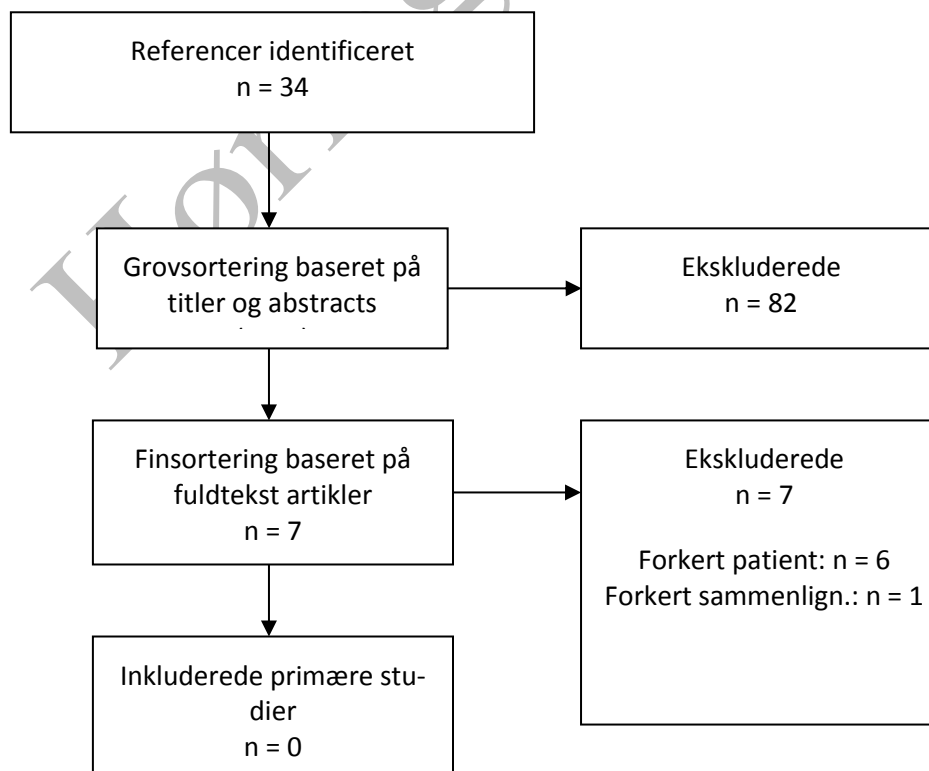 Referencer identificeret
n = 34
Grovsortering baseret på
titler og abstracts
Ekskluderede
n = 82
Finsortering baseret på
fuldtekst artikler
n = 7
Ekskluderede
n = 7
Forkert patient: n = 6
Forkert sammenlign.: n = 1
Inkluderede primære stu-
dier
n = 0